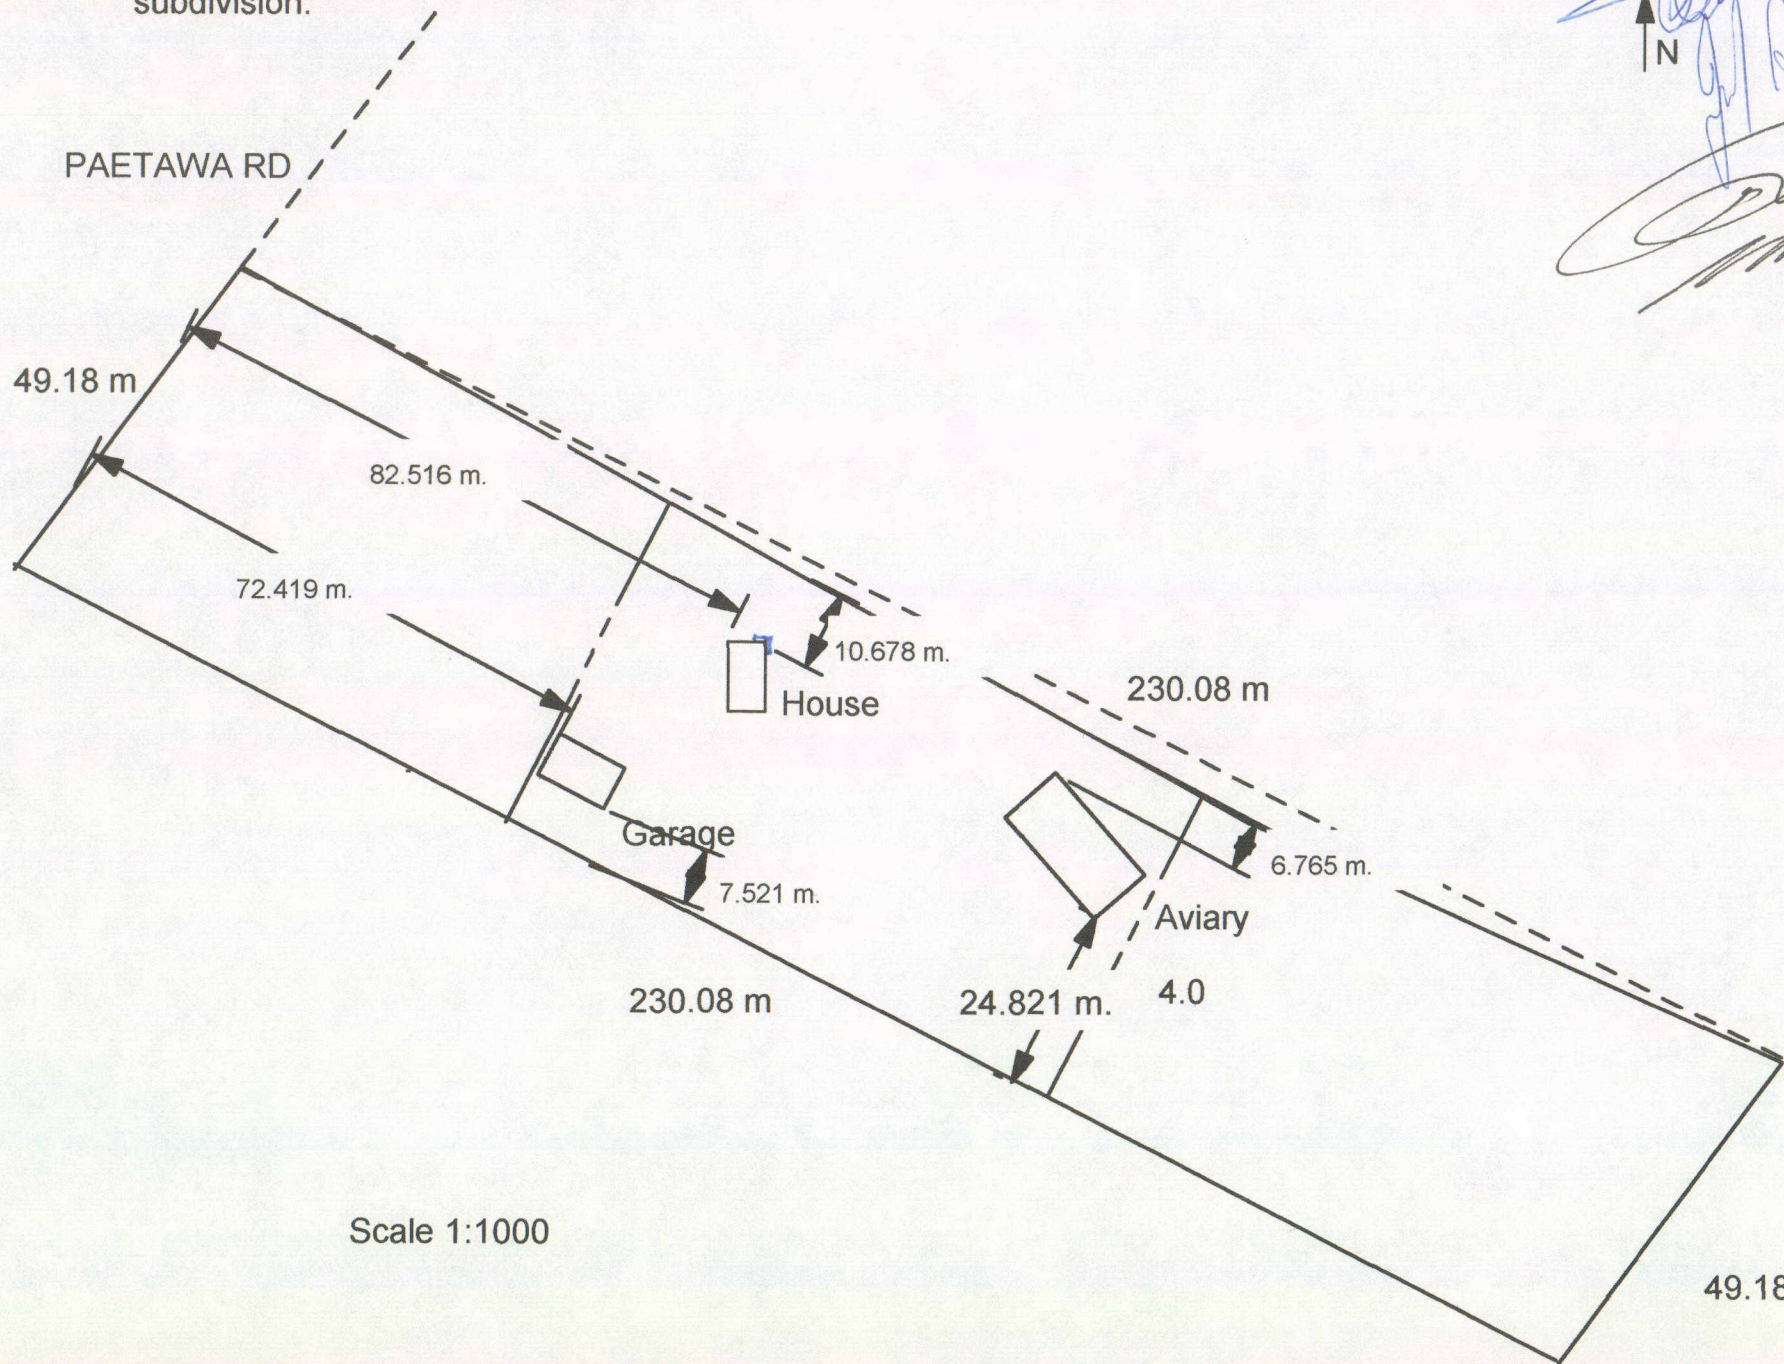 subdivision.
N
PAETAWA RD
49.18 m
82.516 m.
72.419 m.
10.678 m.
House
230.08 m
Garage
7.521 m.
6.765 m.
Aviary
230.08 m
24.821 m.
4.0
Scale 1:1000
49.18